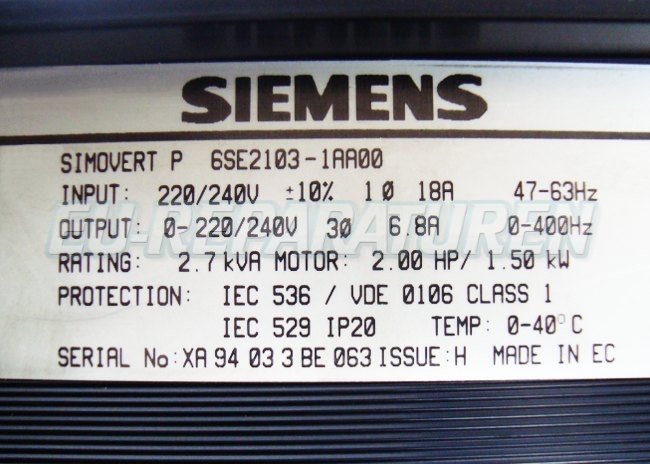 SIEMENS
SIMOVERT P 6SE2103-1AA00
INPUT: 220/240V ±10% 1Ø 18A 47-63Hz
OUTPUT: 0-220/240V 3Ø 6.8A 0-400Hz
EU-REPARATUREN
RATING: 2.7 kVA MOTOR: 2.00 HP/ 1.50 kW
PROTECTION: IEC 536 / VDE 0106 CLASS 1
IEC 529 IP20 TEMP: 0-40°C
SERIAL No: XA 94 03 3 BE 063 ISSUE:H MADE IN EC